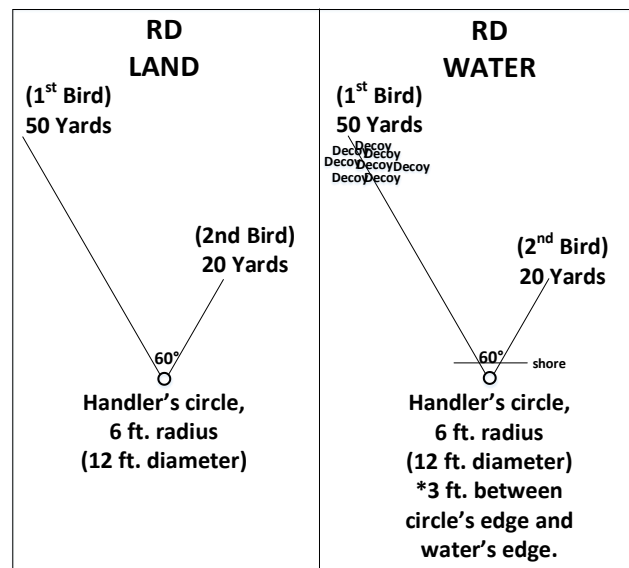 RD
LAND
(1st Bird)
50 Yards
(2nd Bird)
20 Yards
60°
Handler's circle,
6 ft. radius
(12 ft. diameter)
RD
WATER
(1st Bird)
50 Yards
Decoy
Decoy Decoy
Decoy Decoy Decoy
Decoy Decoy
(2nd Bird)
20 Yards
60°
shore
Handler's circle,
6 ft. radius
(12 ft. diameter)
*3 ft. between
circle's edge and
water's edge.